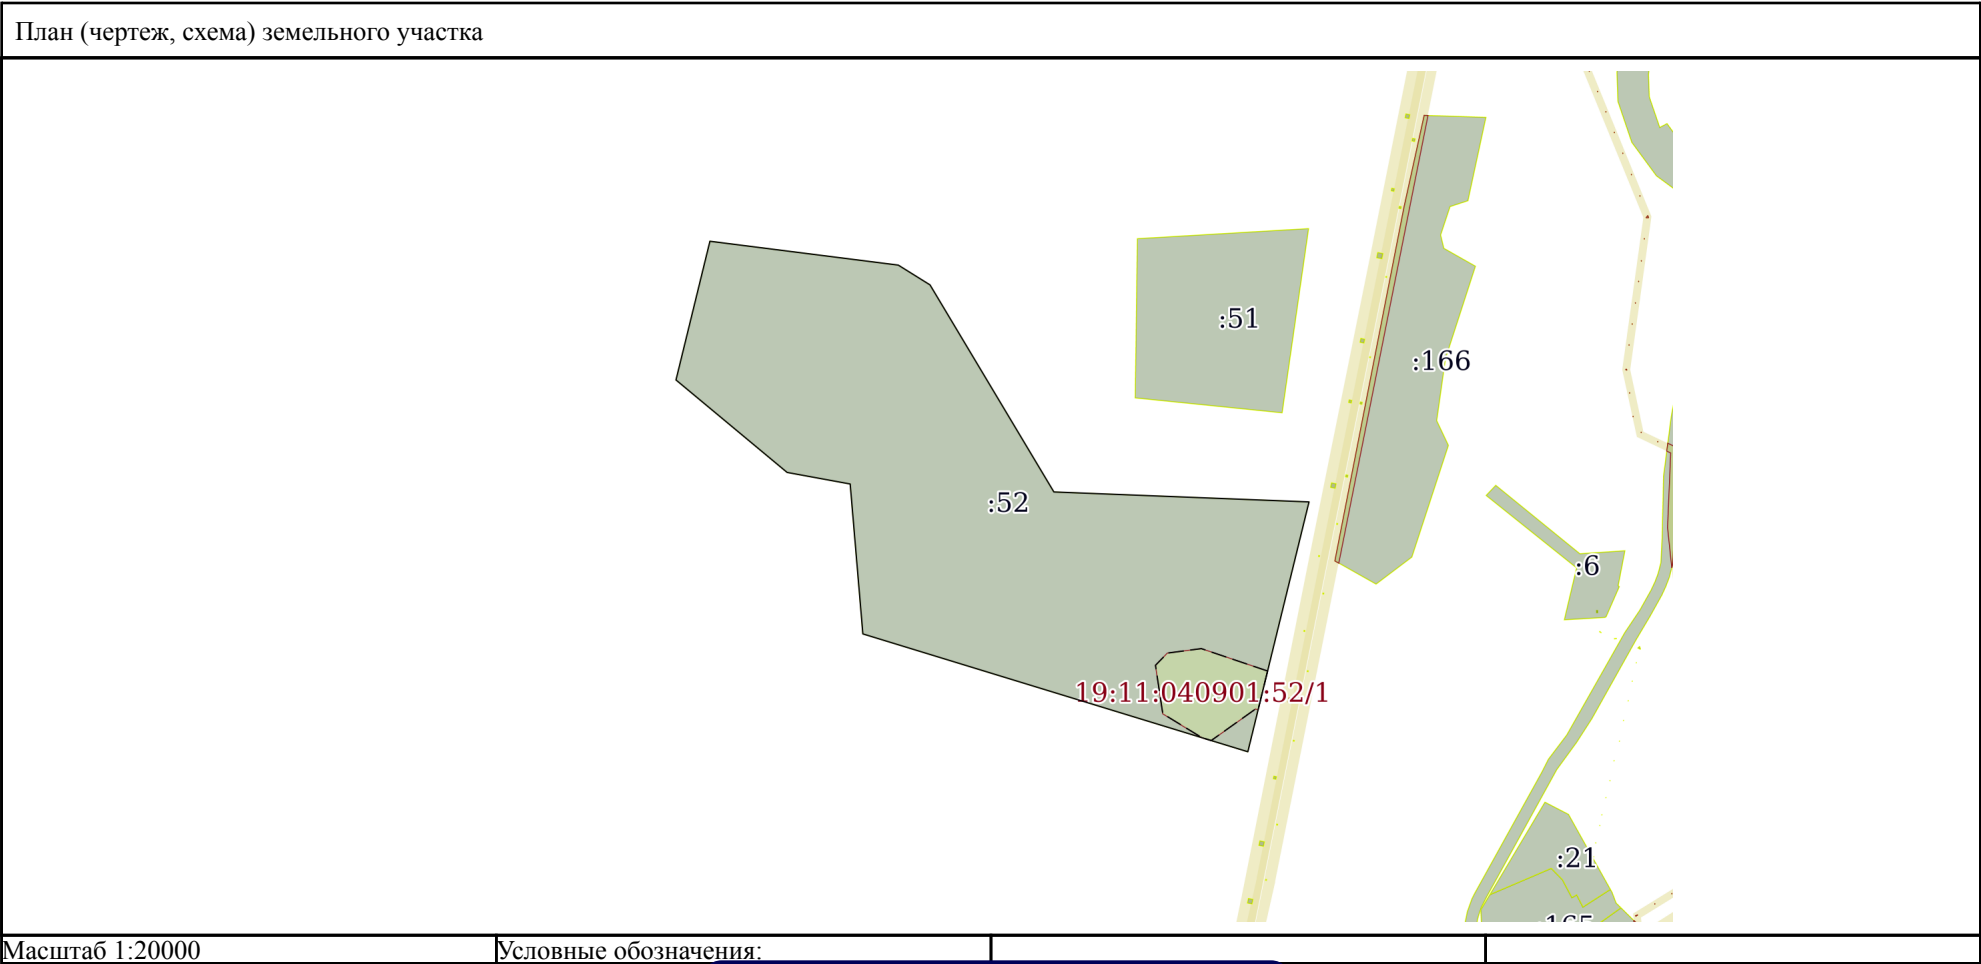 План (чертеж, схема) земельного участка
:51
:166
:52
:6
19:11:040901:52/1
:21
:165
Масштаб 1:20000
Условные обозначения: